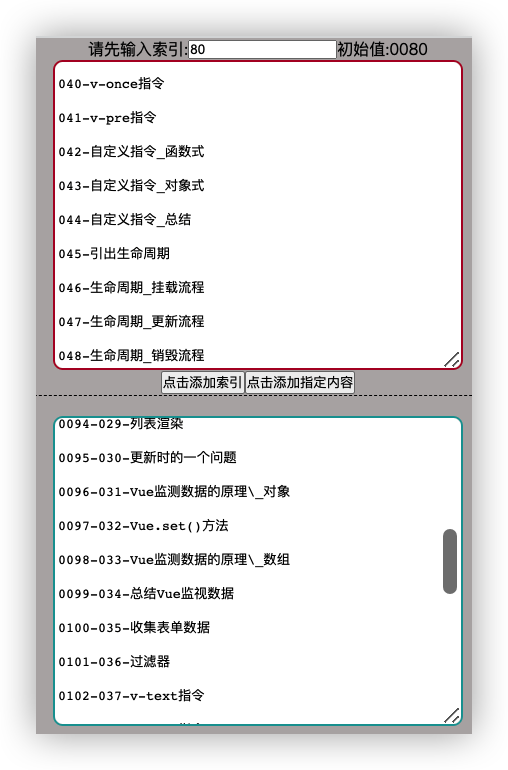 请先输入索引:80初始值:0080
040-v-once指令
041-v-pre指令
042-自定义指令_函数式
043-自定义指令_对象式
044-自定义指令_总结
045-引出生命周期
046-生命周期_挂载流程
047-生命周期_更新流程
048-生命周期_销毁流程
点击添加索引点击添加指定内容
0094-029-列表渲染
0095-030-更新时的一个问题
0096-031-Vue监测数据的原理\_对象
0097-032-Vue.set()方法
0098-033-Vue监测数据的原理\_数组
0099-034-总结Vue监视数据
0100-035-收集表单数据
0101-036-过滤器
0102-037-v-text指令